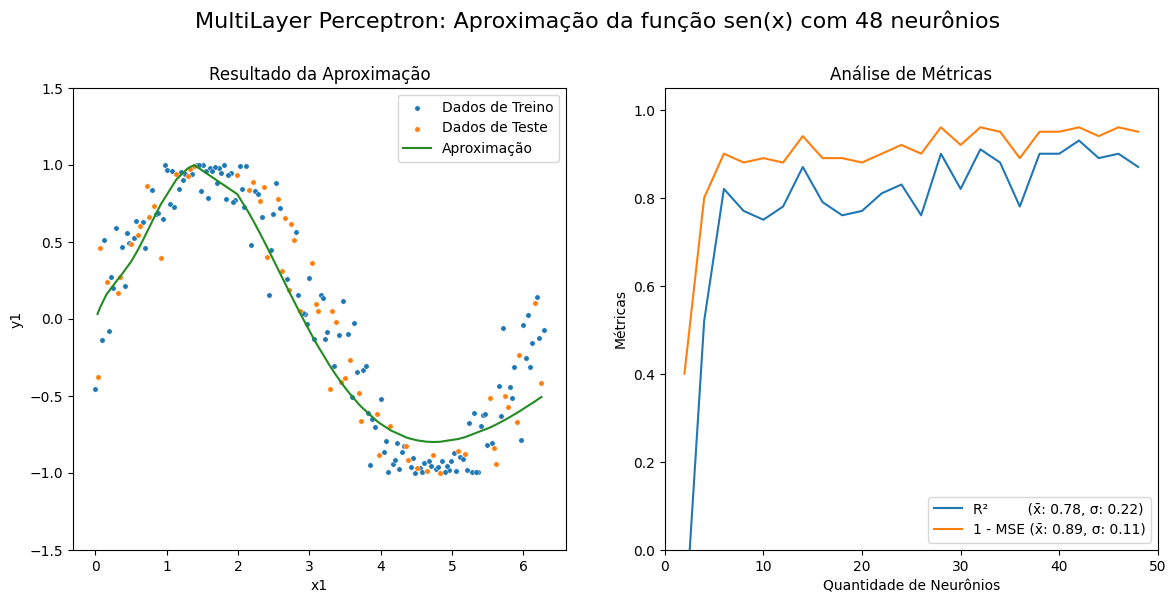 MultiLayer Perceptron: Aproximação da função sen(x) com 48 neurônios
Resultado da Aproximação
1.5
1.0
0.5
0.0
−0.5
−1.0
−1.5
y1
0 1 2 3 4 5 6
x1
Dados de Treino
Dados de Teste
Aproximação
Análise de Métricas
1.0
0.8
0.6
0.4
0.2
0.0
Métricas
0 10 20 30 40 50
Quantidade de Neurônios
R² (x̄: 0.78, σ: 0.22)
1 - MSE (x̄: 0.89, σ: 0.11)